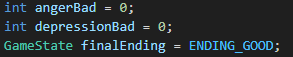 int angerBad = 0;
int depressionBad = 0;
GameState finalEnding = ENDING_GOOD;